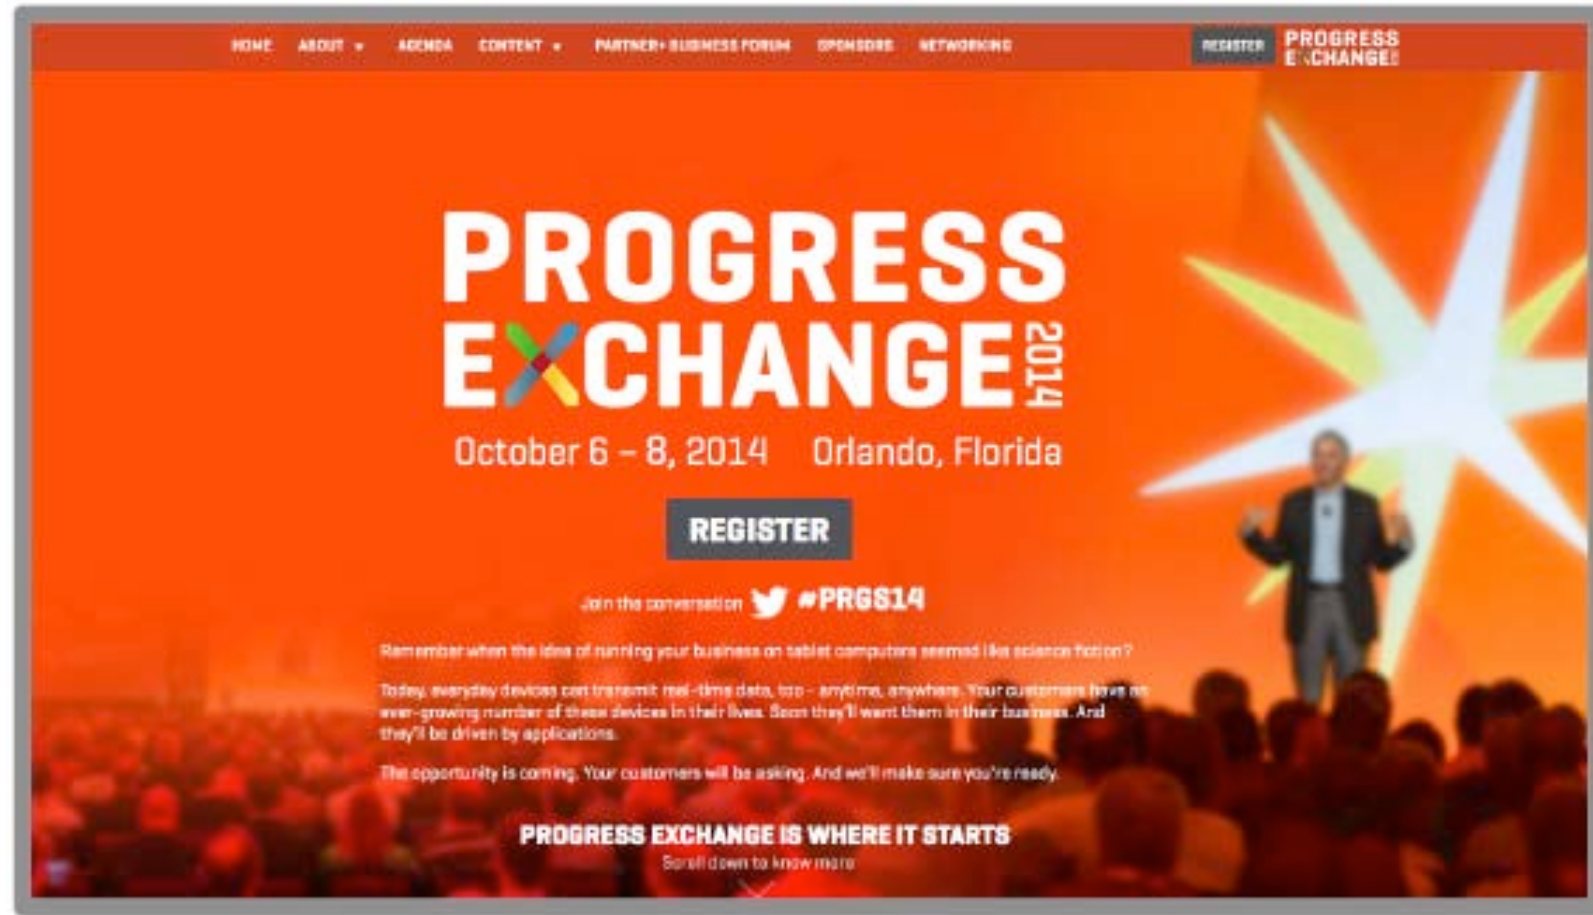 HOME ABOUT AGENDA CONTENT PARTNER+ BUSINESS FORUM SPONSORS NETWORKING REGISTER PROGRESS
EXCHANGE
PROGRESS
EXCHANGE 2014
October 6 – 8, 2014 Orlando, Florida
REGISTER
Join the conversation #PRGS14
Remember when the idea of running your business on tablet computers seemed like science fiction?
Today, everyday devices can transmit real-time data, too - anytime, anywhere. Your customers have an
ever-growing number of these devices in their lives. Soon they'll want them in their business. And
they'll be driven by applications.
The opportunity is coming. Your customers will be asking. And we'll make sure you're ready.
PROGRESS EXCHANGE IS WHERE IT STARTS
Scroll down to know more